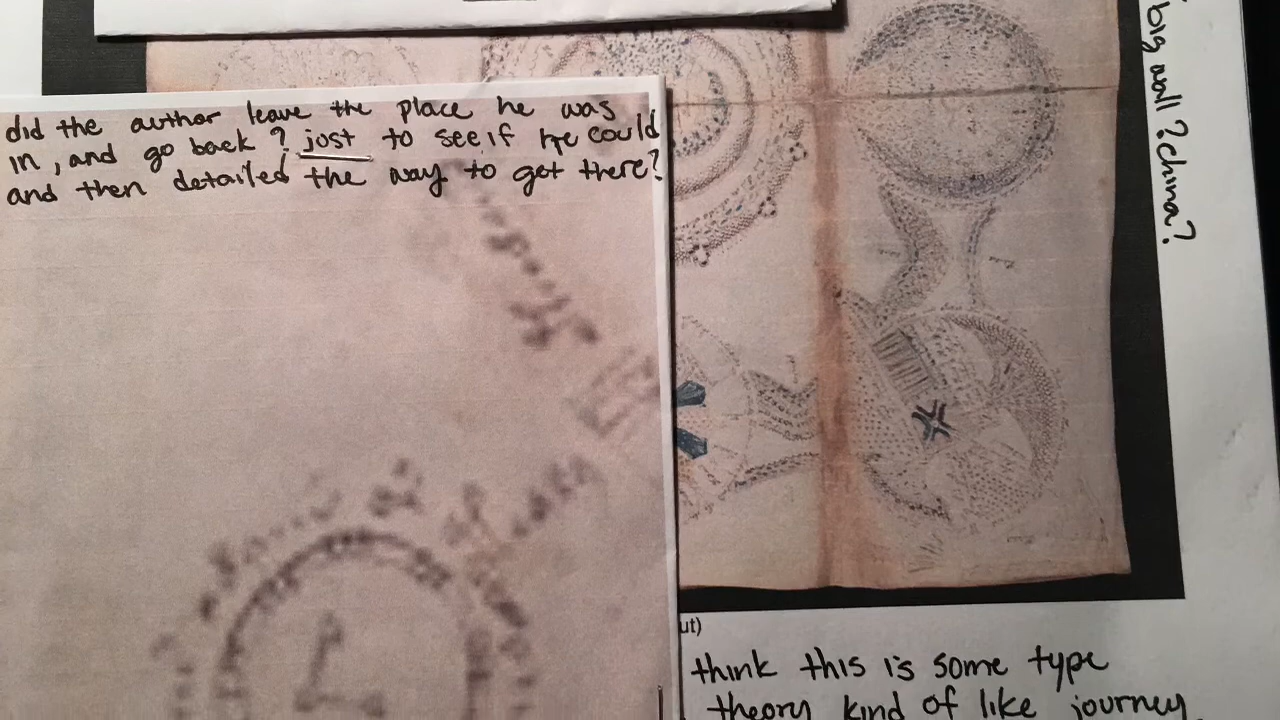 did the author leave the place he was
in, and go back? just to see if he could
and then detailed the way to get there?
big wall? china?
ut)
think this is some type
theory kind of like journey